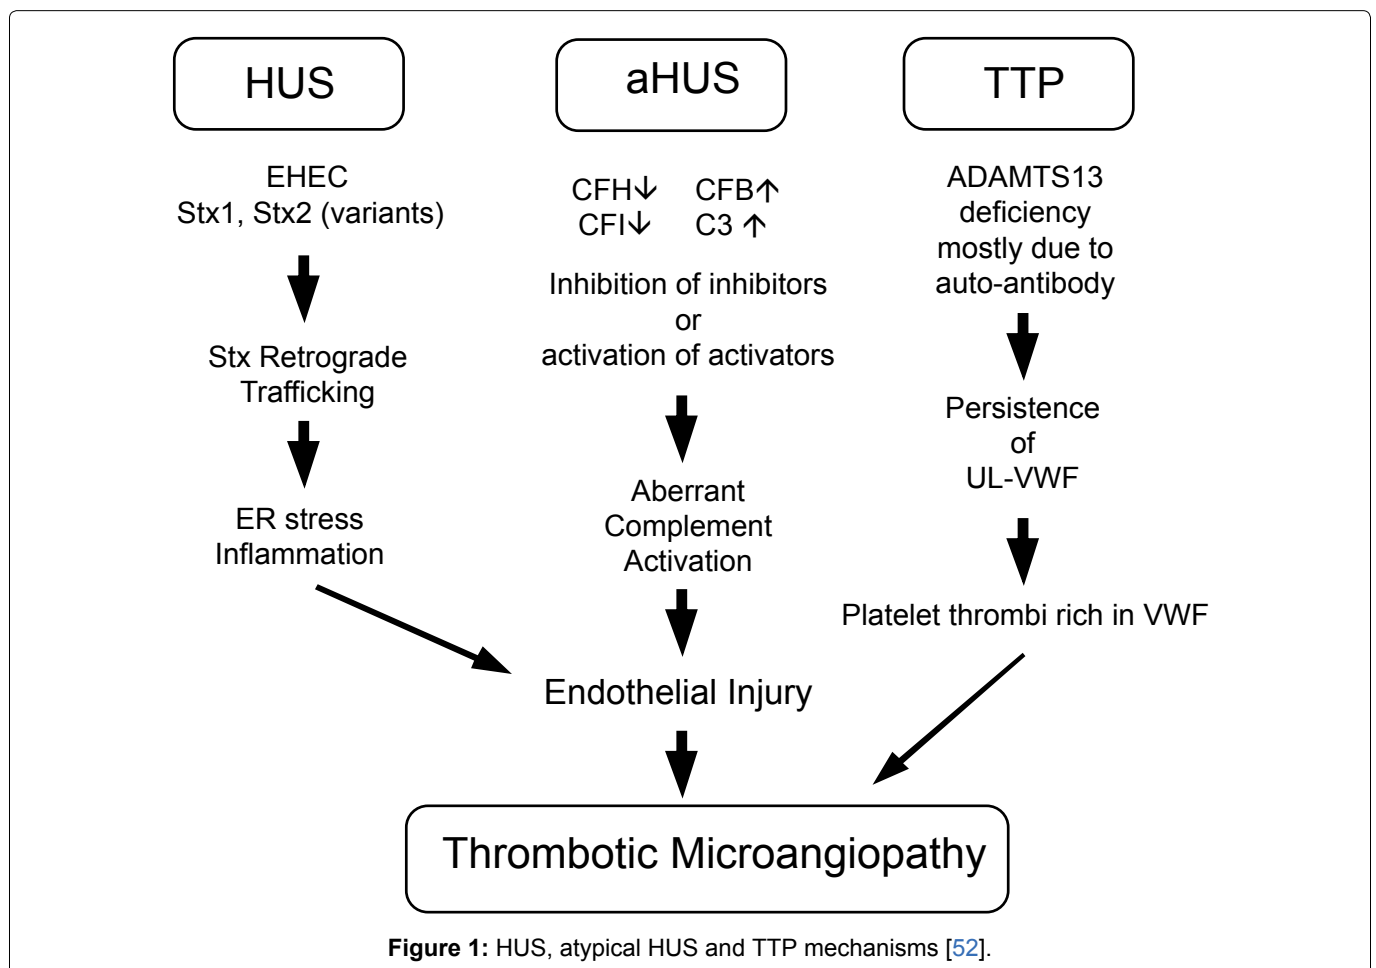 HUS
aHUS
TTP
EHEC
Stx1, Stx2 (variants)
Stx Retrograde
Trafficking
ER stress
Inflammation
CFH↓ CFB↑
CFI↓ C3 ↑
Inhibition of inhibitors
or
activation of activators
Aberrant
Complement
Activation
Endothelial Injury
ADAMTS13
deficiency
mostly due to
auto-antibody
Persistence
of
UL-VWF
Platelet thrombi rich in VWF
Thrombotic Microangiopathy
Figure 1: HUS, atypical HUS and TTP mechanisms [52].